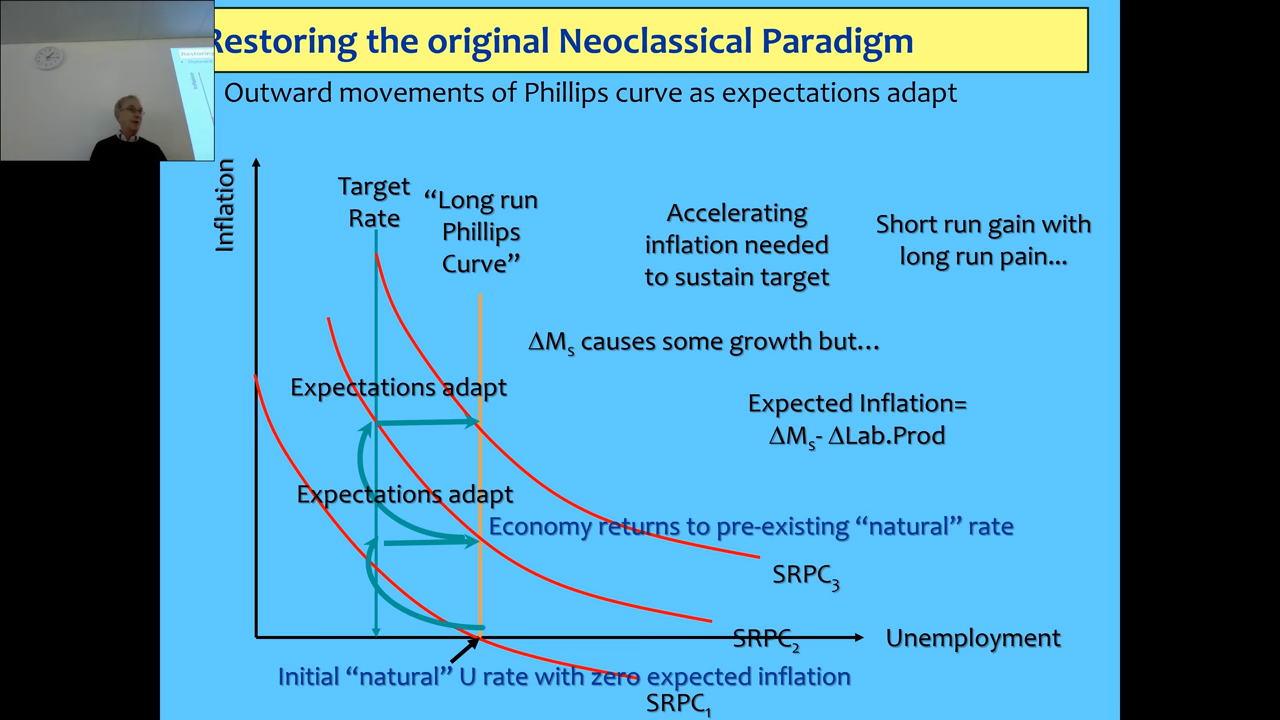 Restoring the original Neoclassical Paradigm
Outward movements of Phillips curve as expectations adapt
Inflation
Target
Rate
“Long run
Phillips
Curve”
Accelerating
inflation needed
to sustain target
Short run gain with
long run pain...
ΔMs causes some growth but…
Expectations adapt
Expected Inflation=
ΔMs- ΔLab.Prod
Expectations adapt
Economy returns to pre-existing “natural” rate
SRPC3
SRPC2
Unemployment
Initial “natural” U rate with zero expected inflation
SRPC1